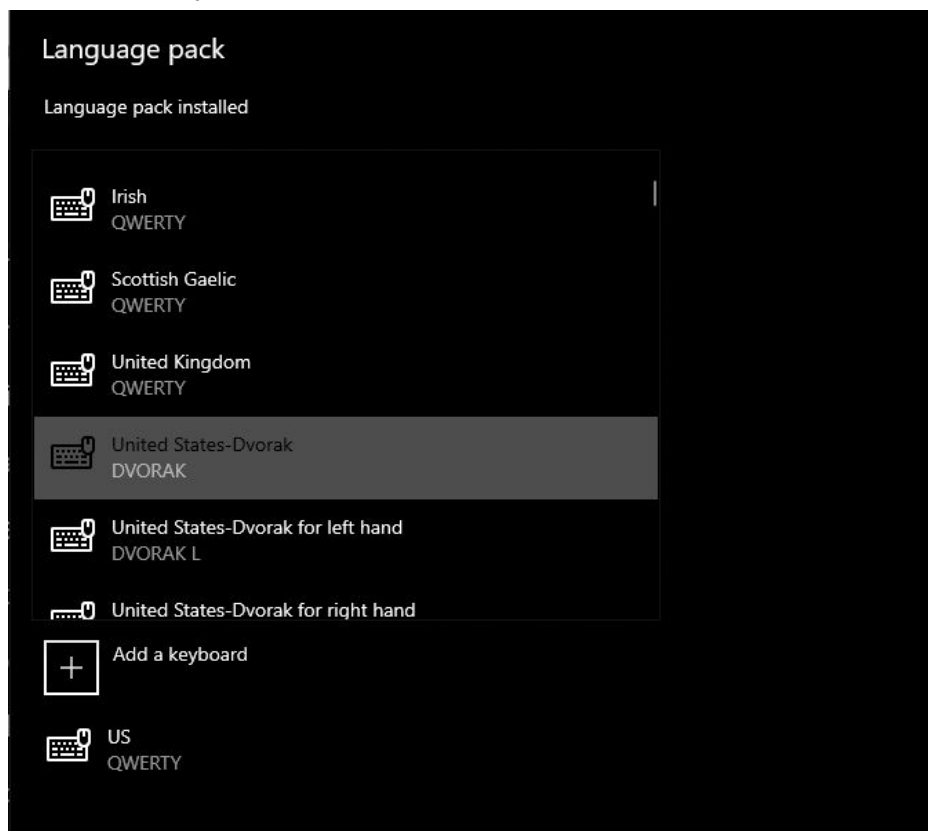 Language pack
Language pack installed
Irish
QWERTY
Scottish Gaelic
QWERTY
United Kingdom
QWERTY
United States-Dvorak
DVORAK
United States-Dvorak for left hand
DVORAK L
United States-Dvorak for right hand
Add a keyboard
US
QWERTY